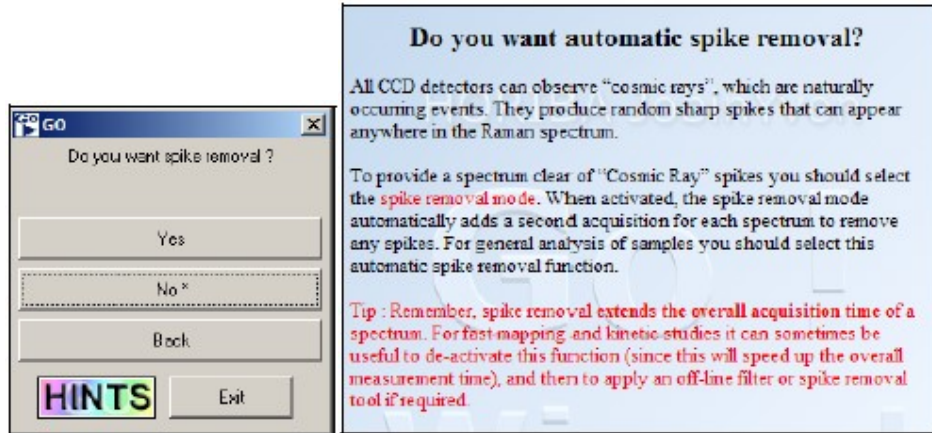 GO
Do you want spike removal ?
Yes
No *
Back
HINTS
Exit
Do you want automatic spike removal?
All CCD detectors can observe “cosmic rays”, which are naturally
occurring events. They produce random sharp spikes that can appear
anywhere in the Raman spectrum.
To provide a spectrum clear of “Cosmic Ray” spikes you should select
the spike removal mode. When activated, the spike removal mode
automatically adds a second acquisition for each spectrum to remove
any spikes. For general analysis of samples you should select this
automatic spike removal function.
Tip : Remember, spike removal extends the overall acquisition time of a
spectrum. For fast mapping and kinetic studies it can sometimes be
useful to de-activate this function (since this will speed up the overall
measurement time), and then to apply an off-line filter or spike removal
tool if required.